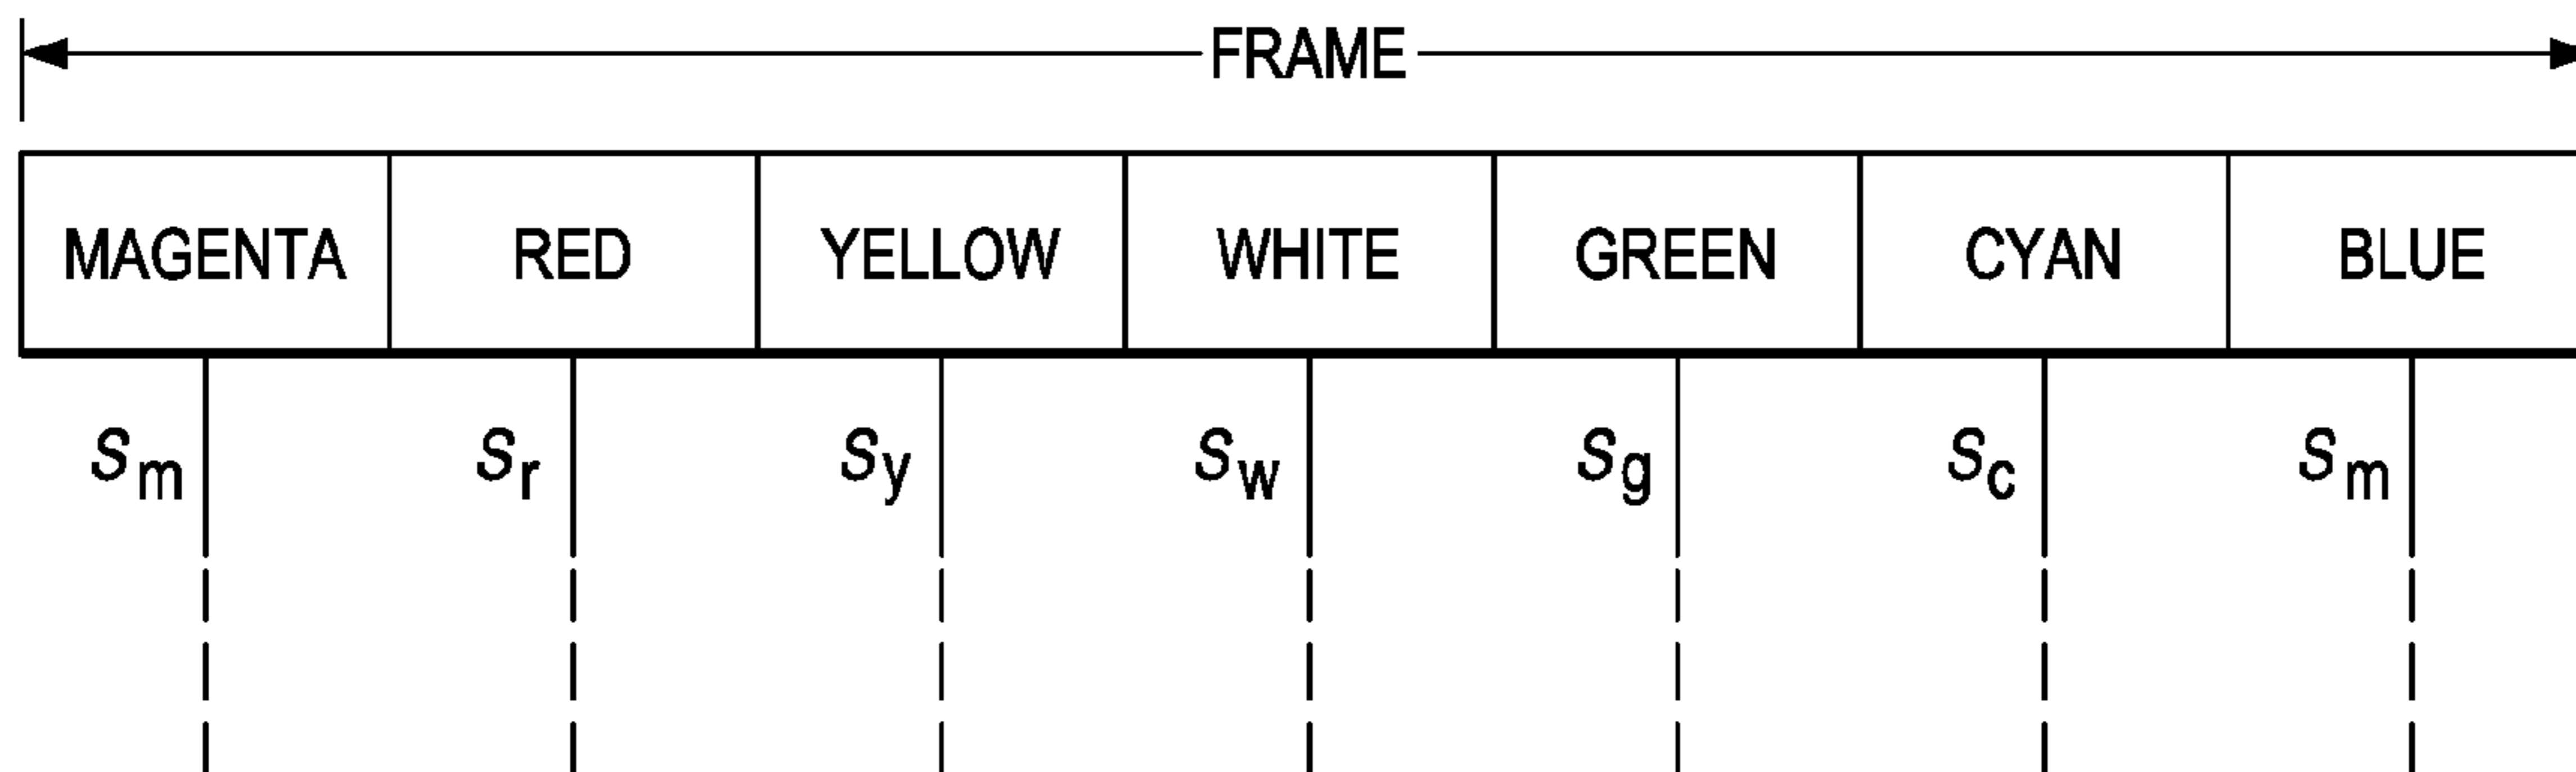 FRAME
MAGENTA RED YELLOW WHITE GREEN CYAN BLUE
Sm Sr Sy Sw Sg Sc Sm